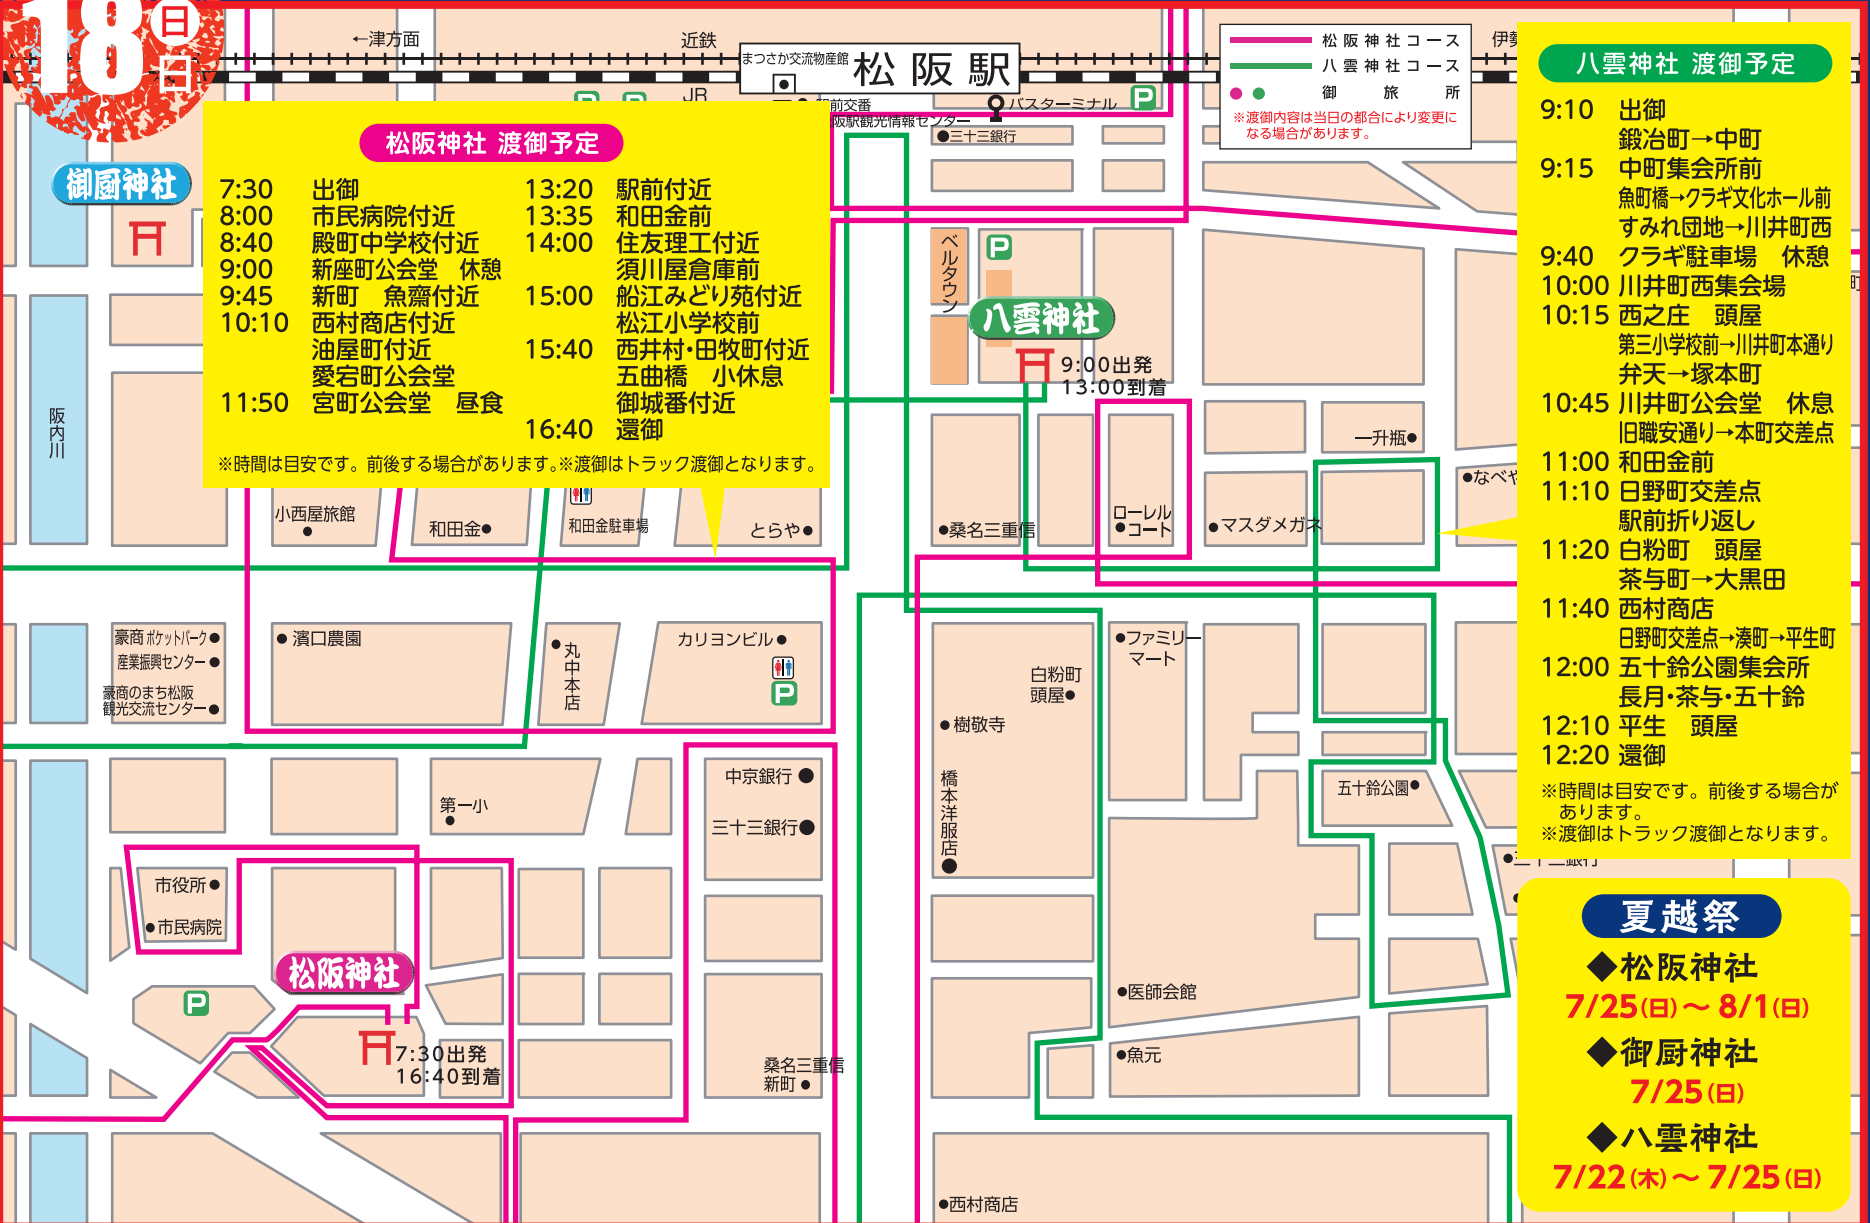 18日
日
←津方面
近鉄
JR
まつさか交流物産館
松阪駅
駅前交番
阪駅観光情報センター
バスターミナル
P
三十三銀行
松阪神社コース
八雲神社コース
御旅所
※渡御内容は当日の都合により変更に
なる場合があります。
伊勢
御厨神社
松阪神社 渡御予定
7:30 出御
8:00 市民病院付近
8:40 殿町中学校付近
9:00 新座町公会堂 休憩
9:45 新町 魚齋付近
10:10 西村商店付近
油屋町付近
愛宕町公会堂
11:50 宮町公会堂 昼食
13:20 駅前付近
13:35 和田金前
14:00 住友理工付近
須川屋倉庫前
15:00 船江みどり苑付近
松江小学校前
15:40 西井村・田牧町付近
五曲橋 小休息
御城番付近
16:40 還御
※時間は目安です。前後する場合があります。※渡御はトラック渡御となります。
八雲神社 渡御予定
9:10 出御
鍛冶町→中町
9:15 中町集会所前
魚町橋→クラギ文化ホール前
すみれ団地→川井町西
9:40 クラギ駐車場 休憩
10:00 川井町西集会場
10:15 西之庄 頭屋
第三小学校前→川井町本通り
弁天→塚本町
10:45 川井町公会堂 休息
旧職安通り→本町交差点
11:00 和田金前
11:10 日野町交差点
駅前折り返し
11:20 白粉町 頭屋
茶与町→大黒田
11:40 西村商店
日野町交差点→湊町→平生町
12:00 五十鈴公園集会所
長月・茶与・五十鈴
12:10 平生 頭屋
12:20 還御
※時間は目安です。前後する場合が
あります。
※渡御はトラック渡御となります。
ベルタウン
P
八雲神社
9:00出発
13:00到着
阪内川
小西屋旅館
和田金
和田金駐車場
とらや
桑名三重信
ローレル
コート
マスダメガネ
一升瓶
なべや
豪商ポケットパーク
産業振興センター
豪商のまち松阪
観光交流センター
濱口農園
丸中本店
カリヨンビル
P
白粉町
頭屋
樹敬寺
橋本洋服店
ファミリー
マート
五十鈴公園
三十三銀行
第一小
中京銀行
三十三銀行
市役所
市民病院
松阪神社
P
7:30出発
16:40到着
桑名三重信
新町
医師会館
魚元
西村商店
夏越祭
◆松阪神社
7/25(日)〜8/1(日)
◆御厨神社
7/25(日)
◆八雲神社
7/22(木)〜7/25(日)